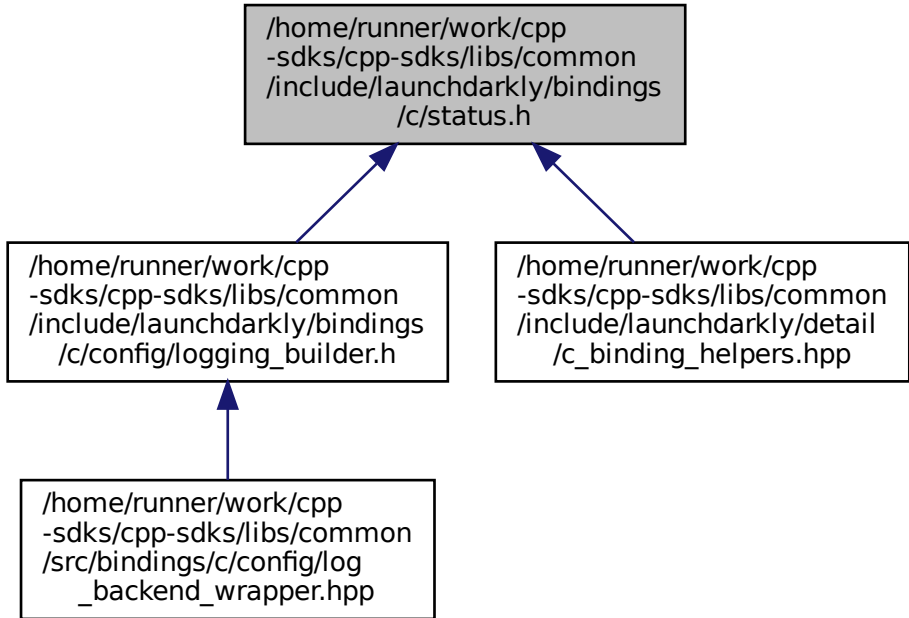 /home/runner/work/cpp
-sdks/cpp-sdks/libs/common
/include/launchdarkly/bindings
/c/status.h
/home/runner/work/cpp
-sdks/cpp-sdks/libs/common
/include/launchdarkly/bindings
/c/config/logging_builder.h
/home/runner/work/cpp
-sdks/cpp-sdks/libs/common
/include/launchdarkly/detail
/c_binding_helpers.hpp
/home/runner/work/cpp
-sdks/cpp-sdks/libs/common
/src/bindings/c/config/log
_backend_wrapper.hpp